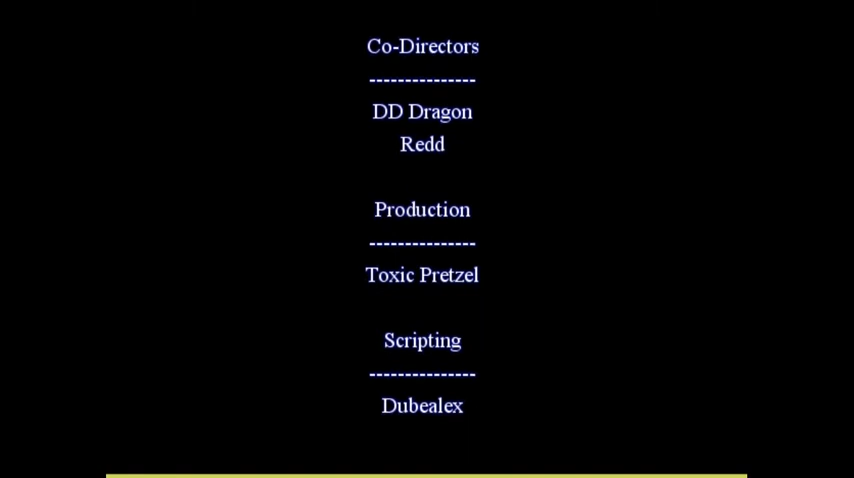 Co-Directors
---------------
DD Dragon
Redd
Production
---------------
Toxic Pretzel
Scripting
---------------
Dubealex